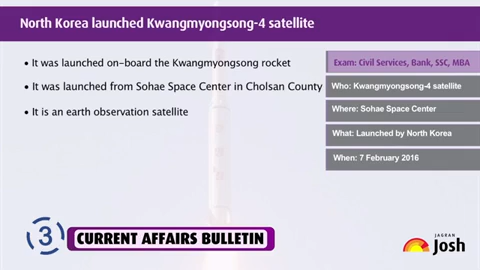 North Korea launched Kwangmyongsong-4 satellite
It was launched on-board the Kwangmyongsong rocket
It was launched from Sohae Space Center in Cholsan County
It is an earth observation satellite
Exam: Civil Services, Bank, SSC, MBA
Who: Kwangmyongsong-4 satellite
Where: Sohae Space Center
What: Launched by North Korea
When: 7 February 2016
3 CURRENT AFFAIRS BULLETIN
JAGRAN
Josh